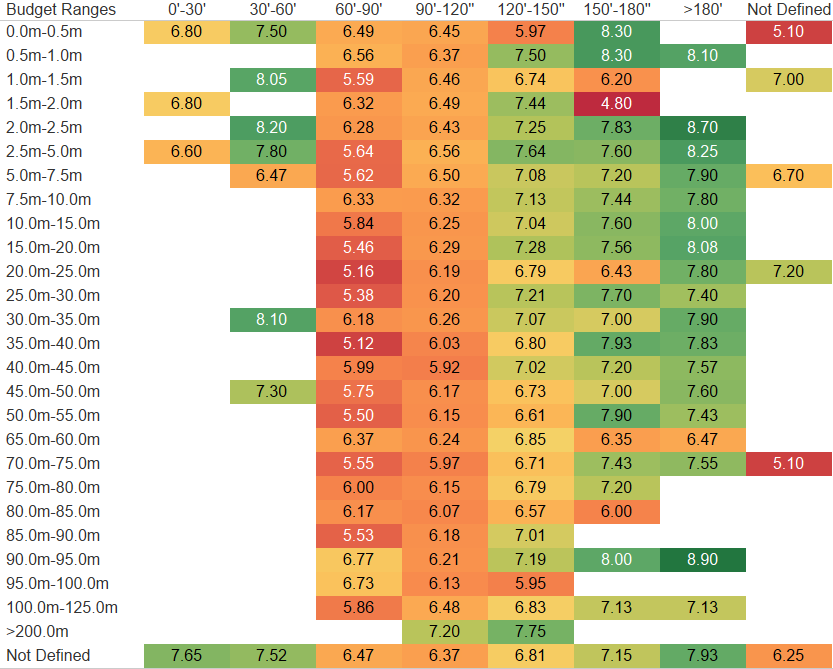 Budget Ranges 0'-30' 30'-60' 60'-90' 90'-120" 120'-150" 150'-180" >180' Not Defined
0.0m-0.5m 6.80 7.50 6.49 6.45 5.97 8.30 5.10
0.5m-1.0m 6.56 6.37 7.50 8.30 8.10
1.0m-1.5m 8.05 5.59 6.46 6.74 6.20 7.00
1.5m-2.0m 6.80 6.32 6.49 7.44 4.80
2.0m-2.5m 8.20 6.28 6.43 7.25 7.83 8.70
2.5m-5.0m 6.60 7.80 5.64 6.56 7.64 7.60 8.25
5.0m-7.5m 6.47 5.62 6.50 7.08 7.20 7.90 6.70
7.5m-10.0m 6.33 6.32 7.13 7.44 7.80
10.0m-15.0m 5.84 6.25 7.04 7.60 8.00
15.0m-20.0m 5.46 6.29 7.28 7.56 8.08
20.0m-25.0m 5.16 6.19 6.79 6.43 7.80 7.20
25.0m-30.0m 5.38 6.20 7.21 7.70 7.40
30.0m-35.0m 8.10 6.18 6.26 7.07 7.00 7.90
35.0m-40.0m 5.12 6.03 6.80 7.93 7.83
40.0m-45.0m 5.99 5.92 7.02 7.20 7.57
45.0m-50.0m 7.30 5.75 6.17 6.73 7.00 7.60
50.0m-55.0m 5.50 6.15 6.61 7.90 7.43
65.0m-60.0m 6.37 6.24 6.85 6.35 6.47
70.0m-75.0m 5.55 5.97 6.71 7.43 7.55 5.10
75.0m-80.0m 6.00 6.15 6.79 7.20
80.0m-85.0m 6.17 6.07 6.57 6.00
85.0m-90.0m 5.53 6.18 7.01
90.0m-95.0m 6.77 6.21 7.19 8.00 8.90
95.0m-100.0m 6.73 6.13 5.95
100.0m-125.0m 5.86 6.48 6.83 7.13 7.13
>200.0m 7.20 7.75
Not Defined 7.65 7.52 6.47 6.37 6.81 7.15 7.93 6.25